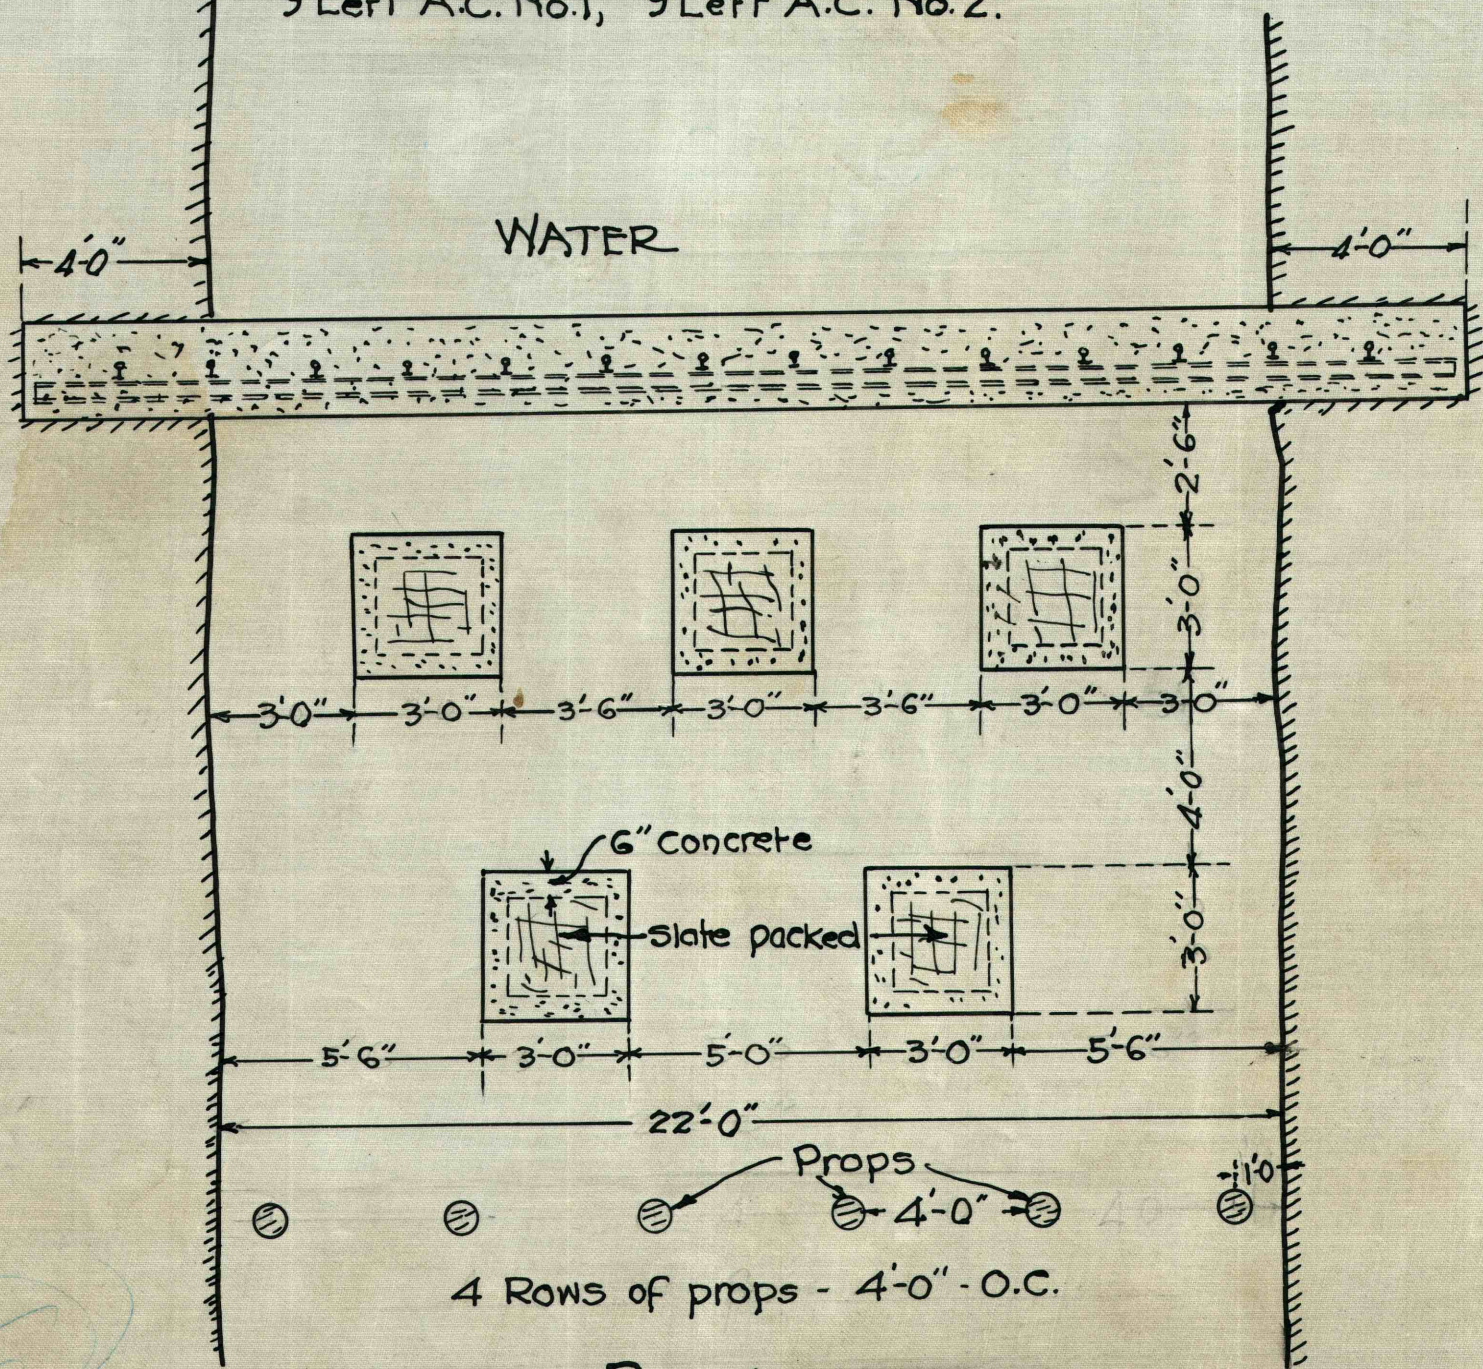 9 Left A.C. No.1, 9 Left A.C. No.2.
WATER
4'-0" 4'-0"
2'-6"
3'-0"
3'-0" 3'-0" 3'-6" 3'-0" 3'-6" 3'-0" 3'-0"
4'-0"
6" Concrete
Slate packed
3'-0"
5'-6" 3'-0" 5'-0" 3'-0" 5'-6"
22'-0"
Props
1'0
4'-0"
4 Rows of props - 4'-0" - O.C.